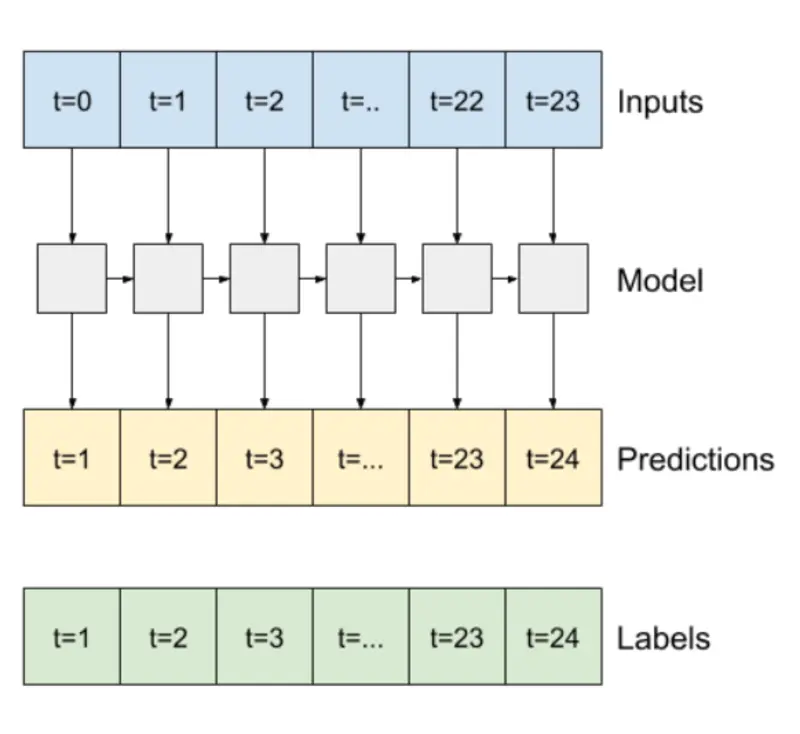 t=0 t=1 t=2 t=.. t=22 t=23 Inputs
Model
t=1 t=2 t=3 t=... t=23 t=24 Predictions
t=1 t=2 t=3 t=... t=23 t=24 Labels